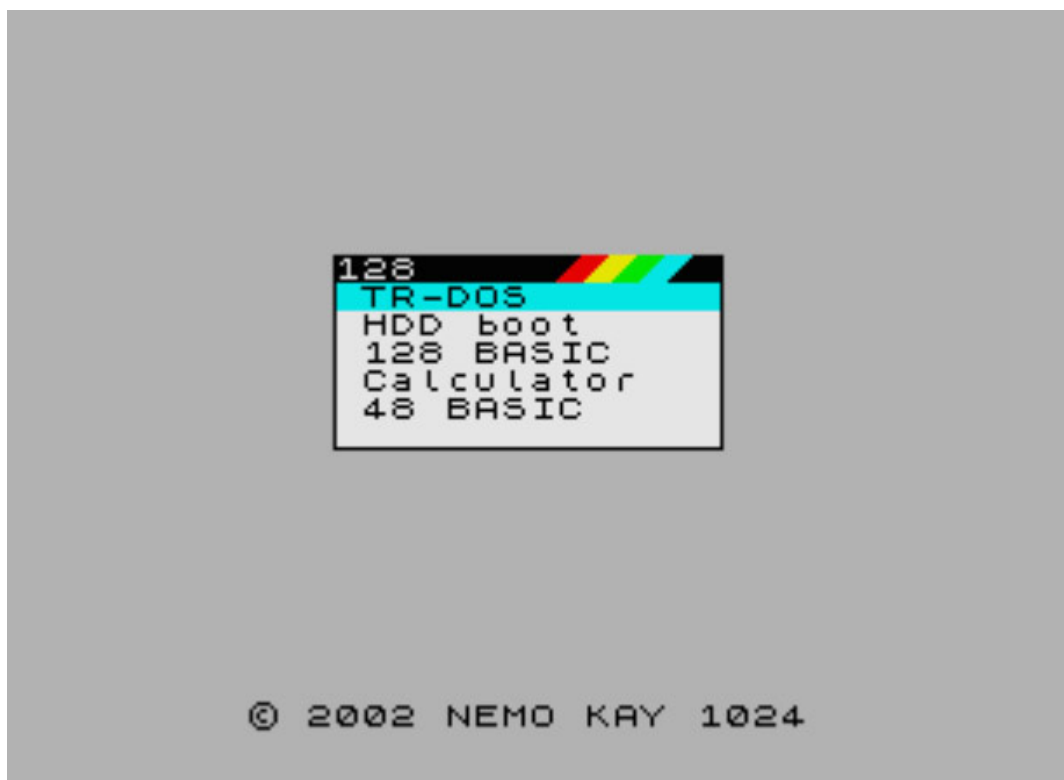 128
TR-DOS
HDD boot
128 BASIC
Calculator
48 BASIC
© 2002 NEMO KAY 1024